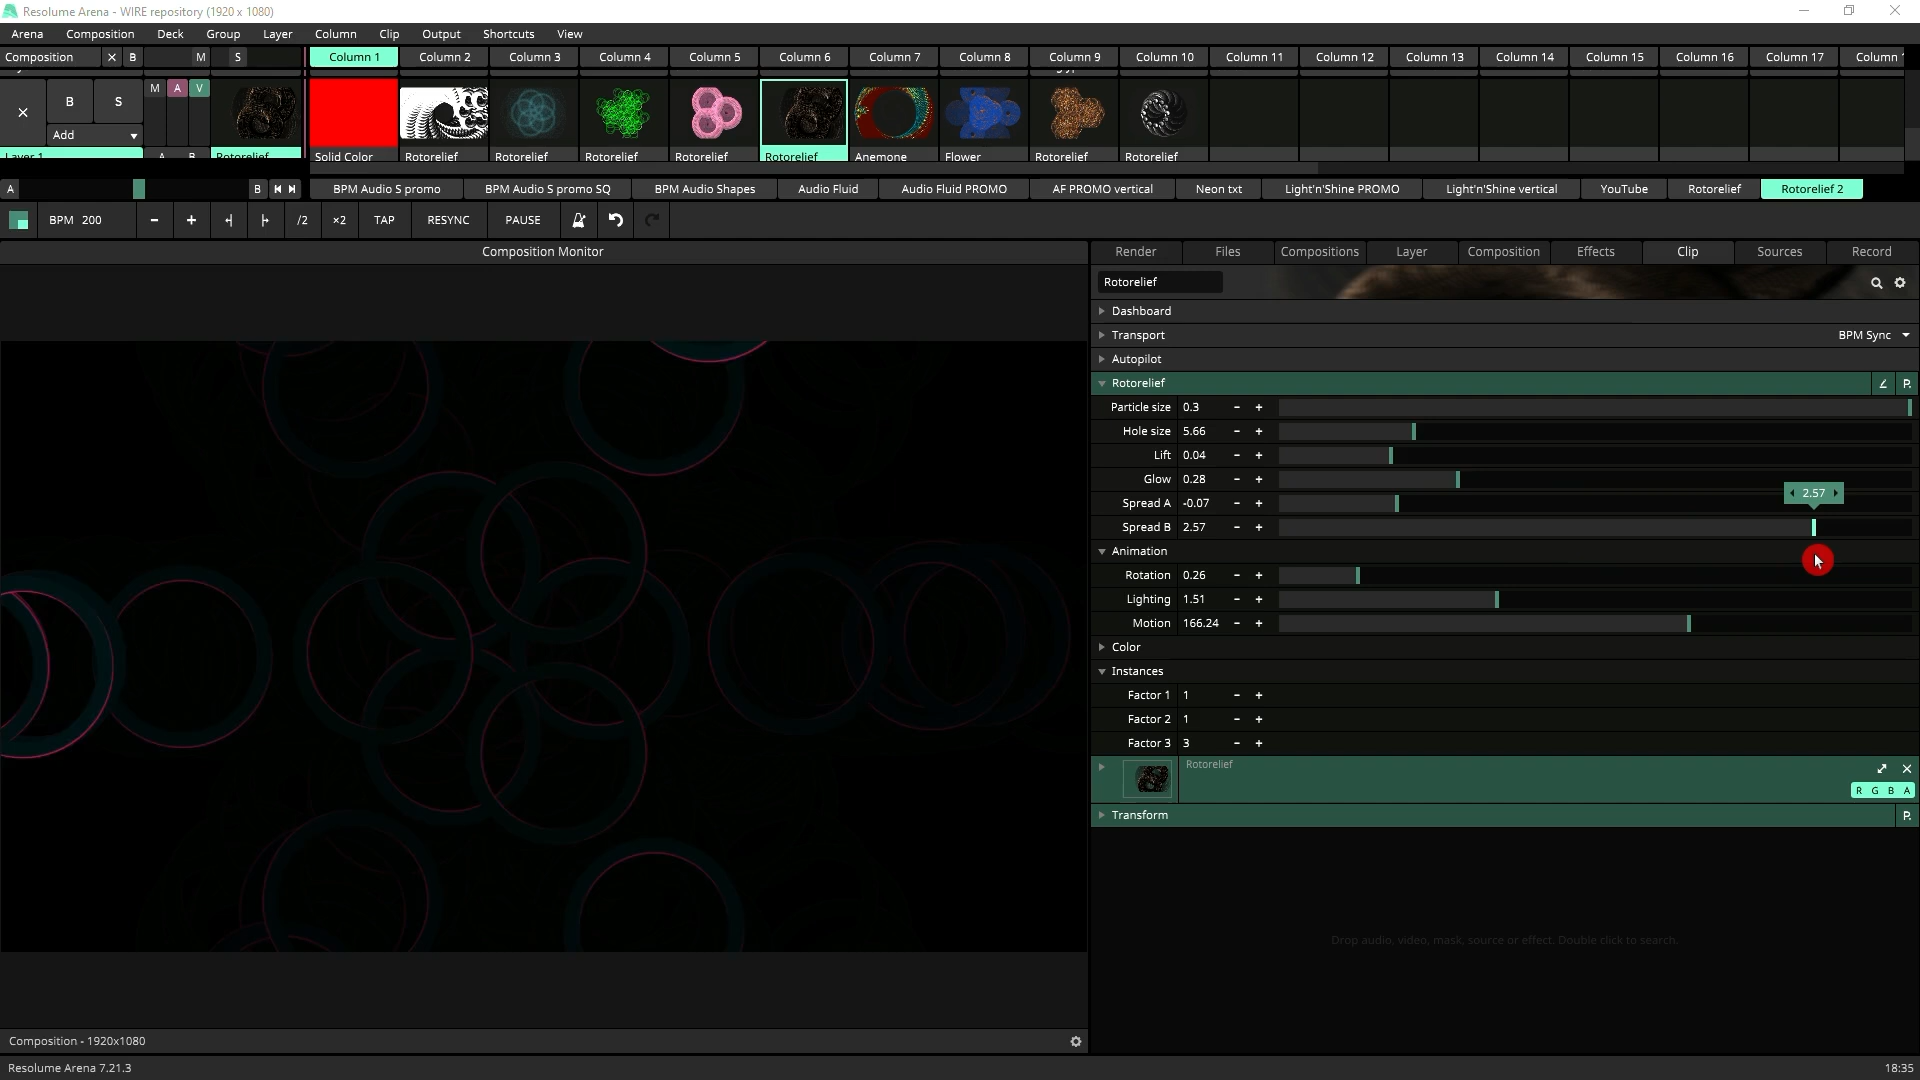 Resolume Arena - WIRE repository (1920 x 1080)
Arena Composition Deck Group Layer Column Clip Output Shortcuts View
Composition X B M S Column 1 Column 2 Column 3 Column 4 Column 5 Column 6 Column 7 Column 8 Column 9 Column 10 Column 11 Column 12 Column 13 Column 14 Column 15 Column 16 Column 17 Column
B S M A V
Add
Layer 1 A B Rotorelief Solid Color Rotorelief Rotorelief Rotorelief Rotorelief Rotorelief Anemone Flower Rotorelief Rotorelief
A B BPM Audio S promo BPM Audio S promo SQ BPM Audio Shapes Audio Fluid Audio Fluid PROMO AF PROMO vertical Neon txt Light'n'Shine PROMO Light'n'Shine vertical YouTube Rotorelief Rotorelief 2
BPM 200 - + /2 ×2 TAP RESYNC PAUSE
Composition Monitor
Render Files Compositions Layer Composition Effects Clip Sources Record
Rotorelief
Dashboard
Transport BPM Sync
Autopilot
Rotorelief P.
Particle size 0.3 - +
Hole size 5.66 - +
Lift 0.04 - +
Glow 0.28 - +
2.57
Spread A -0.07 - +
Spread B 2.57 - +
Animation
Rotation 0.26 - +
Lighting 1.51 - +
Motion 166.24 - +
Color
Instances
Factor 1 1 - +
Factor 2 1 - +
Factor 3 3 - +
Rotorelief
R G B A
Transform P.
Drop audio, video, mask, source or effect. Double click to search.
Composition - 1920x1080
Resolume Arena 7.21.3 18:35